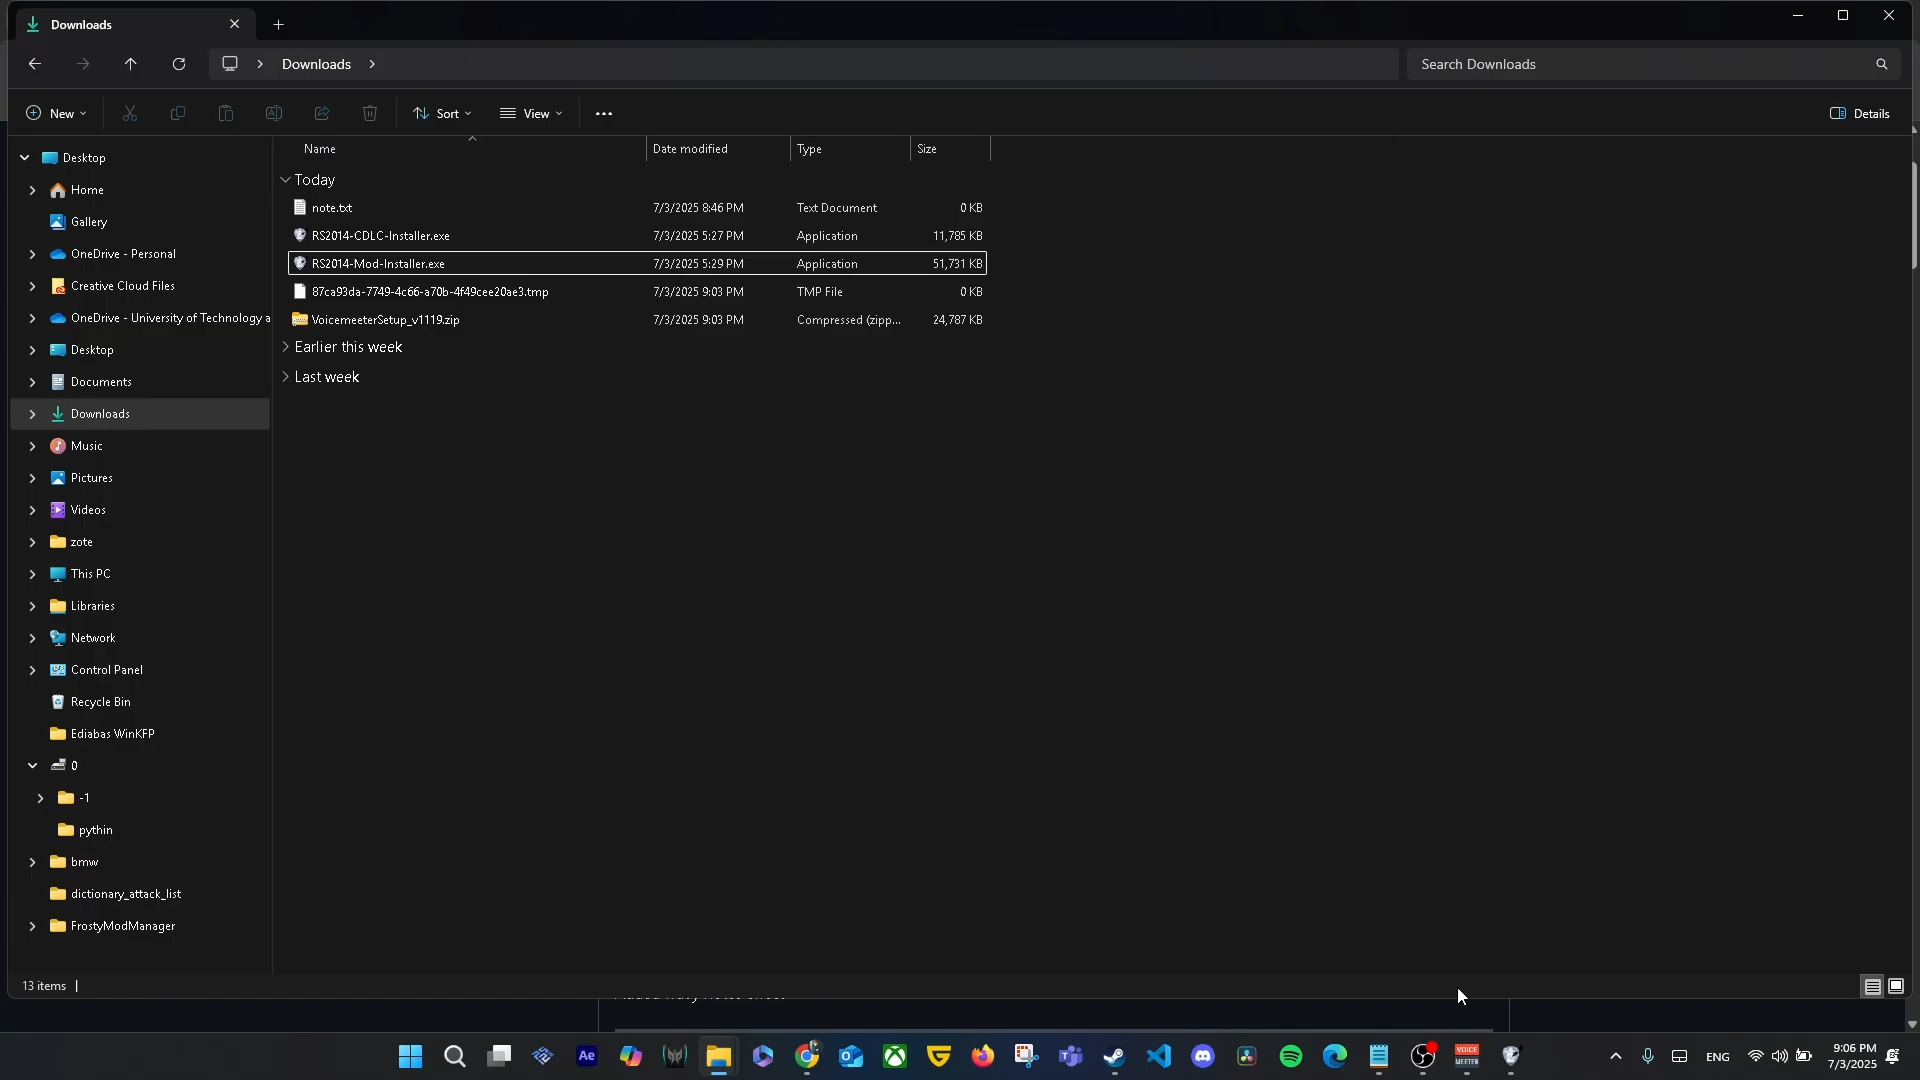 Downloads
Downloads
Search Downloads
New
Sort
View
Details
Name
Date modified
Type
Size
Today
note.txt 7/3/2025 8:46 PM Text Document 0 KB
RS2014-CDLC-Installer.exe 7/3/2025 5:27 PM Application 11,785 KB
RS2014-Mod-Installer.exe 7/3/2025 5:29 PM Application 51,731 KB
87ca93da-7749-4c66-a70b-4f49cee20ae3.tmp 7/3/2025 9:03 PM TMP File 0 KB
VoicemeeterSetup_v1119.zip 7/3/2025 9:03 PM Compressed (zipp... 24,787 KB
Earlier this week
Last week
Desktop
Home
Gallery
OneDrive - Personal
Creative Cloud Files
OneDrive - University of Technology a
Desktop
Documents
Downloads
Music
Pictures
Videos
zote
This PC
Libraries
Network
Control Panel
Recycle Bin
Ediabas WinKFP
0
-1
pythin
bmw
dictionary_attack_list
FrostyModManager
13 items
Ae
VOICE
MEETER
ENG
9:06 PM
7/3/2025